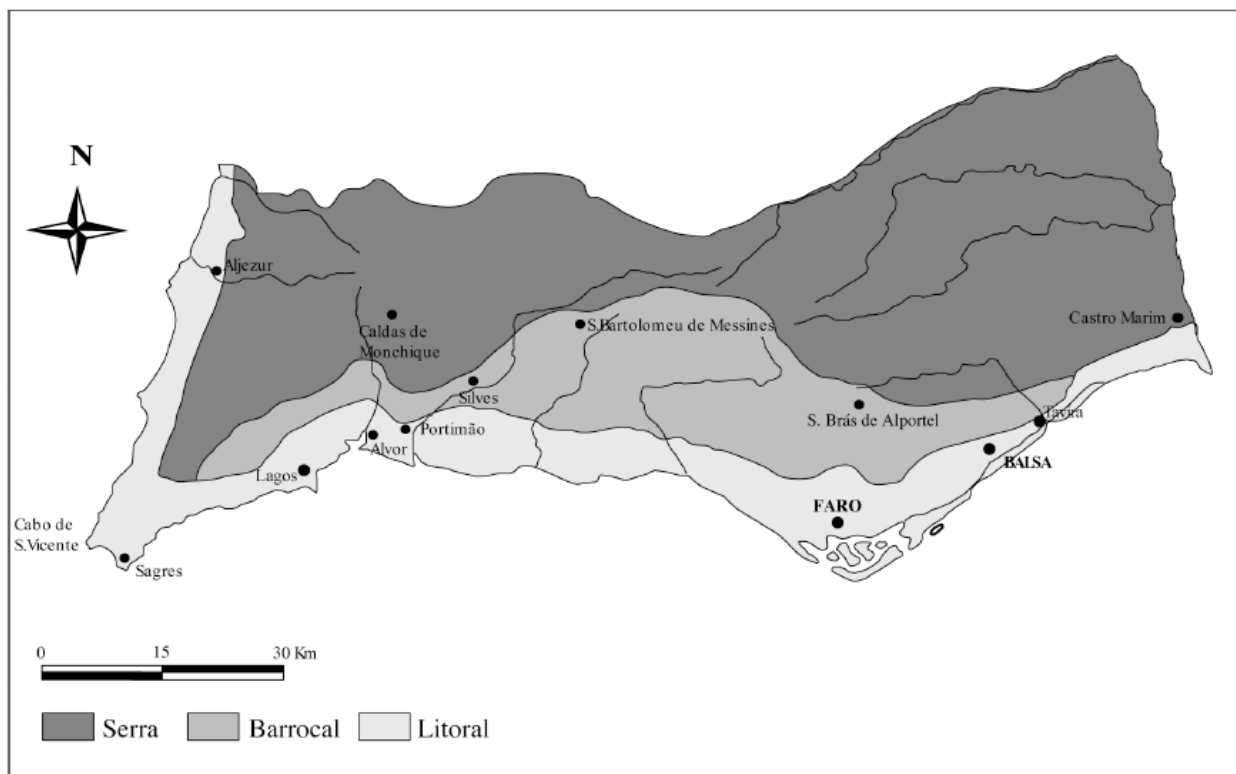 N
Aljezur
Caldas de
Monchique
S.Bartolomeu de Messines
Castro Marim
Silves
S. Brás de Alportel
Tavira
Portimão
Alvor
BALSA
Lagos
FARO
Cabo de
S.Vicente
Sagres
0 15 30 Km
Serra Barrocal Litoral